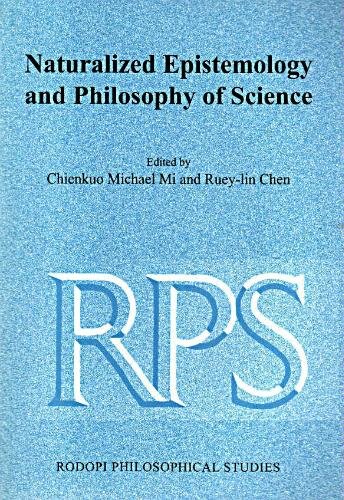 Naturalized Epistemology
and Philosophy of Science
Edited by
Chienkuo Michael Mi and Ruey-lin Chen
RPS
RODOPI PHILOSOPHICAL STUDIES